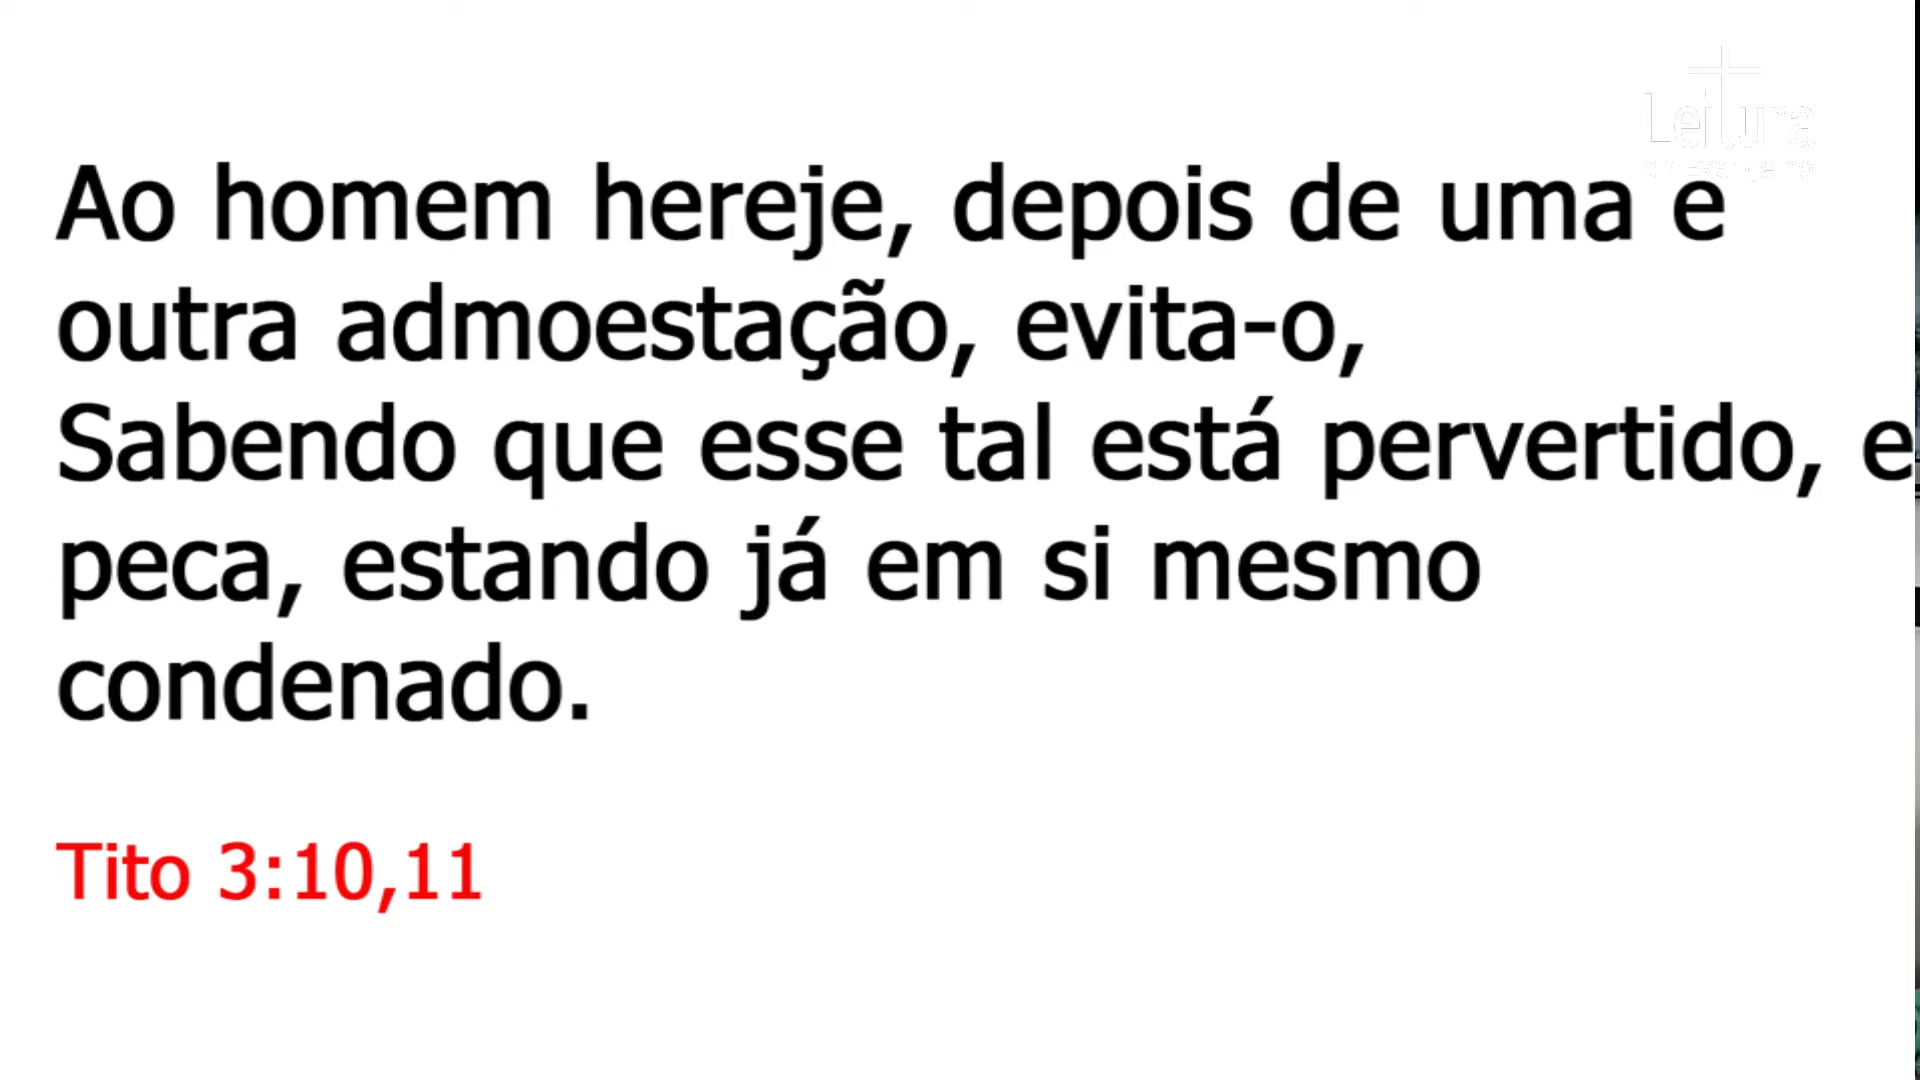 Leitura
Ao homem hereje, depois de uma e
outra admoestação, evita-o,
Sabendo que esse tal está pervertido, e
peca, estando já em si mesmo
condenado.
Tito 3:10,11